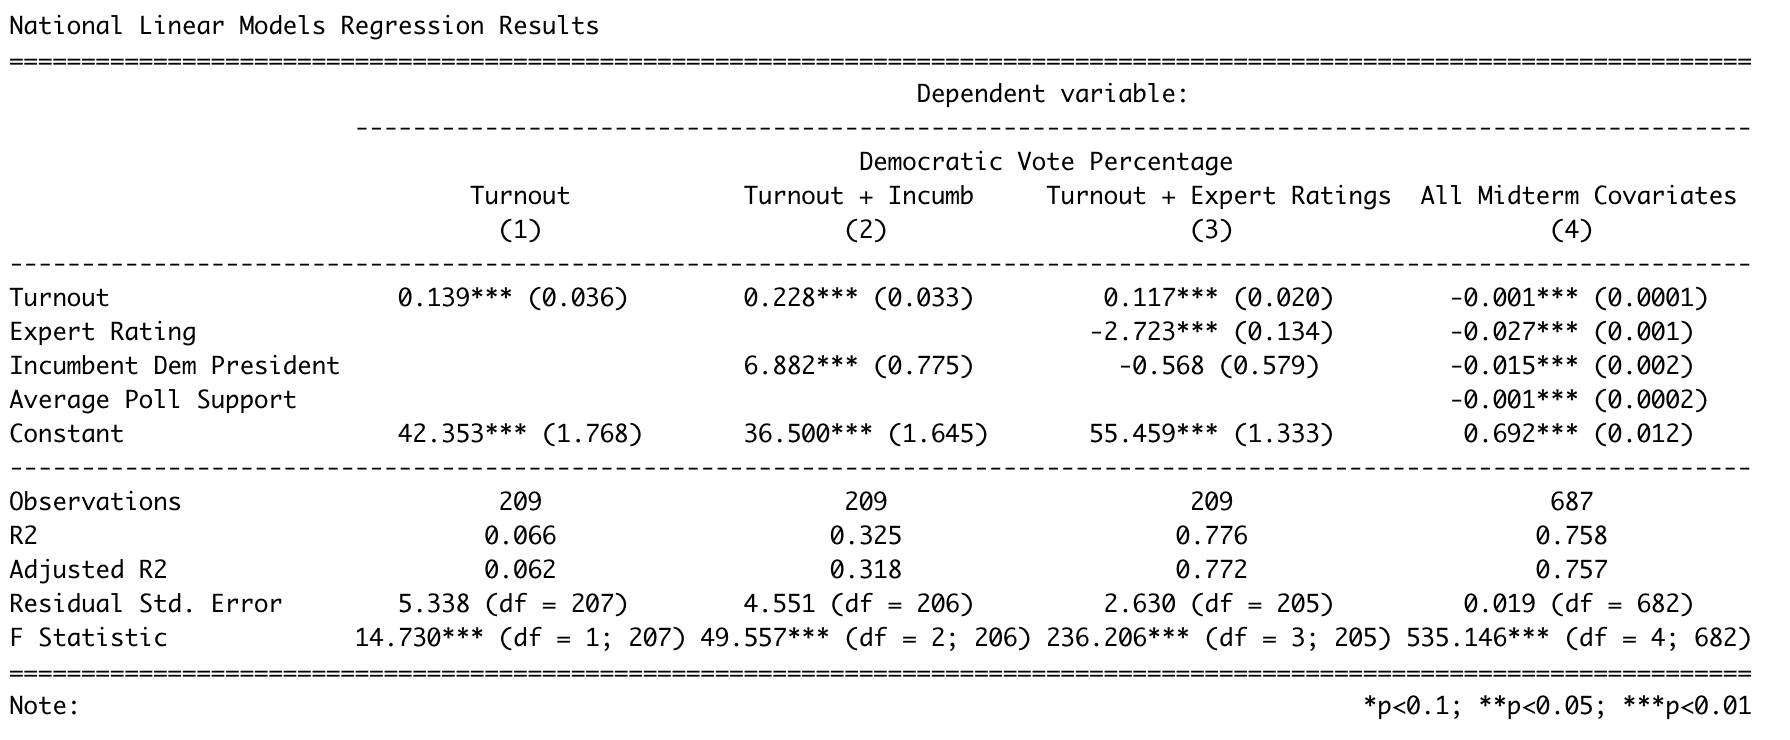 National Linear Models Regression Results
=========================================================================================================================
Dependent variable:
-------------------------------------------------------------------------------------------------
Democratic Vote Percentage
Turnout Turnout + Incumb Turnout + Expert Ratings All Midterm Covariates
(1) (2) (3) (4)
-------------------------------------------------------------------------------------------------------------------------
Turnout 0.139*** (0.036) 0.228*** (0.033) 0.117*** (0.020) -0.001*** (0.0001)
Expert Rating -2.723*** (0.134) -0.027*** (0.001)
Incumbent Dem President 6.882*** (0.775) -0.568 (0.579) -0.015*** (0.002)
Average Poll Support -0.001*** (0.0002)
Constant 42.353*** (1.768) 36.500*** (1.645) 55.459*** (1.333) 0.692*** (0.012)
-------------------------------------------------------------------------------------------------------------------------
Observations 209 209 209 687
R2 0.066 0.325 0.776 0.758
Adjusted R2 0.062 0.318 0.772 0.757
Residual Std. Error 5.338 (df = 207) 4.551 (df = 206) 2.630 (df = 205) 0.019 (df = 682)
F Statistic 14.730*** (df = 1; 207) 49.557*** (df = 2; 206) 236.206*** (df = 3; 205) 535.146*** (df = 4; 682)
=========================================================================================================================
Note: *p<0.1; **p<0.05; ***p<0.01